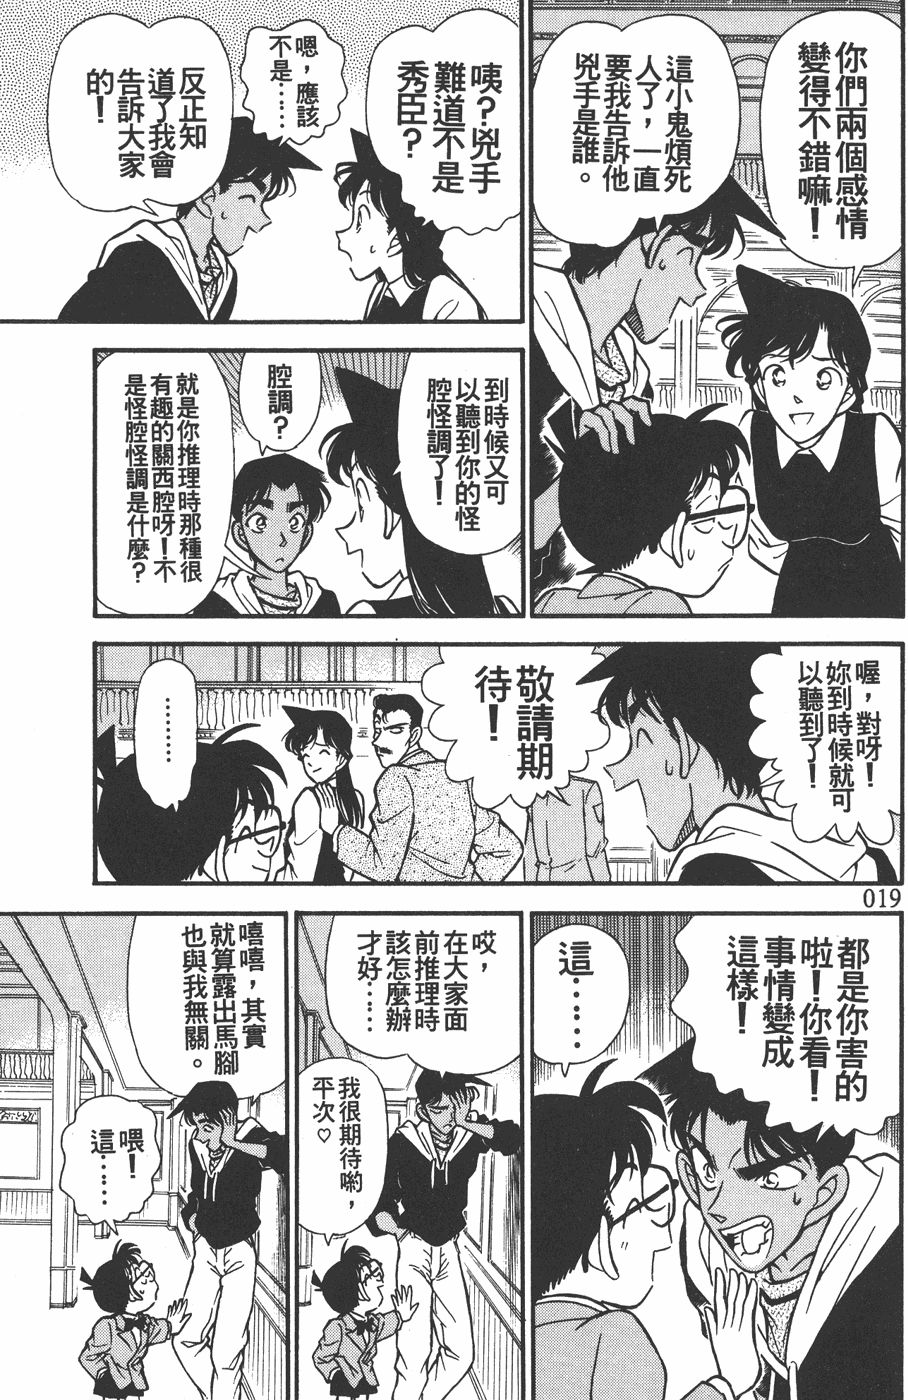 你們兩個感情
變得不錯嘛！
這小鬼煩死
人了，一直
要我告訴他
兇手是誰。
咦？兇手
難道不是
秀臣？
嗯，應該
不是……
反正知
道了我會
告訴大家
的！
到時候又可
以聽到你的怪
腔怪調了！
腔調？
就是你推理時那種很
有趣的關西腔呀！不
是怪腔怪調是什麼？
喔，對呀！
妳到時候就可
以聽到了！
敬請期
待！
……
019
都是你害的
啦！你看！
事情變成
這樣！
這……
哎，
在大家面
前推理時
該怎麼辦
才好……
我很期待喲，
平次♡
嘻嘻，其實
就算露出馬腳
也與我無關。
喂！
這……